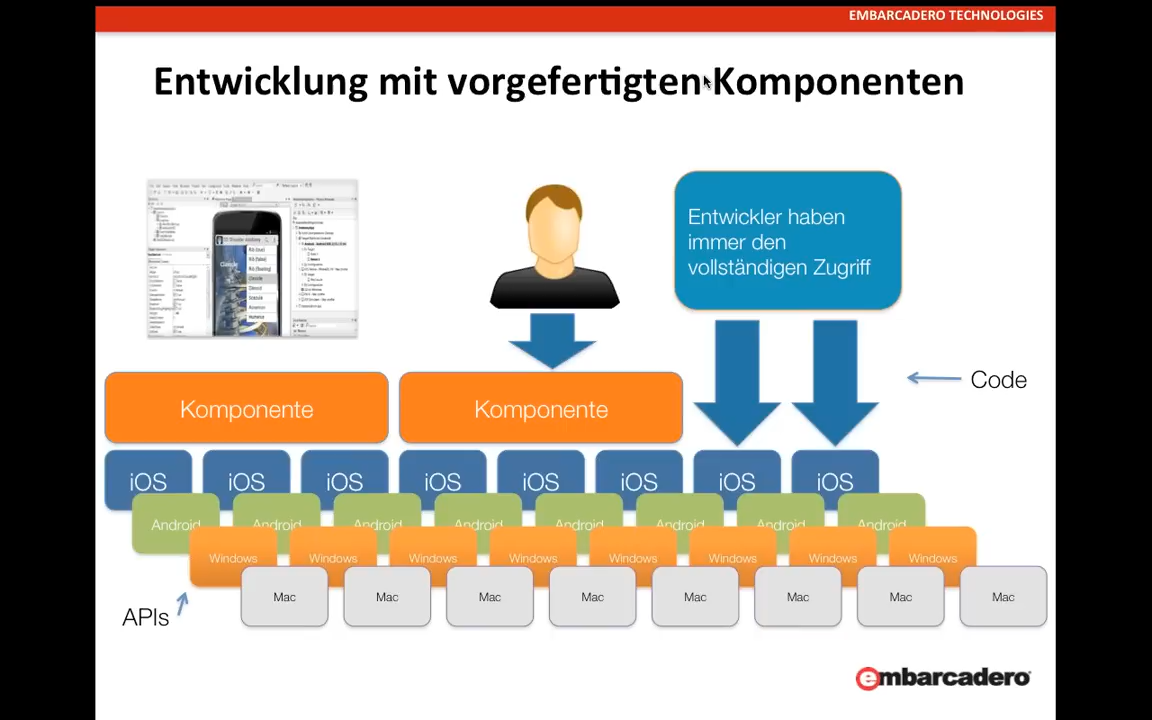 EMBARCADERO TECHNOLOGIES
Entwicklung mit vorgefertigten Komponenten
Entwickler haben
immer den
vollständigen Zugriff
Code
Komponente Komponente
iOS iOS iOS iOS iOS iOS iOS iOS
Android Android Android Android Android Android Android Android
Windows Windows Windows Windows Windows Windows Windows Windows
Mac Mac Mac Mac Mac Mac Mac Mac
APIs
embarcadero